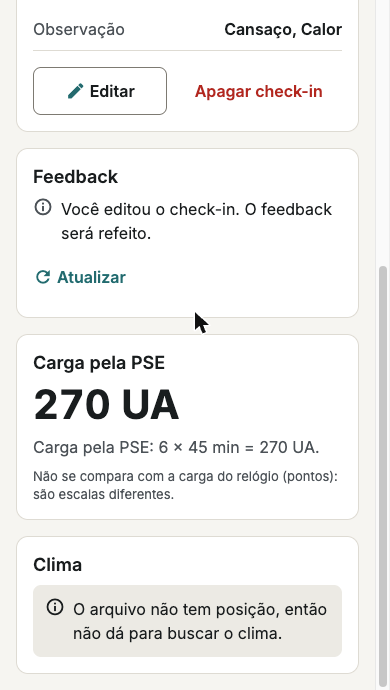 Observação Cansaço, Calor
Editar Apagar check-in
Feedback
Você editou o check-in. O feedback
será refeito.
Atualizar
Carga pela PSE
270 UA
Carga pela PSE: 6 × 45 min = 270 UA.
Não se compara com a carga do relógio (pontos):
são escalas diferentes.
Clima
O arquivo não tem posição, então
não dá para buscar o clima.